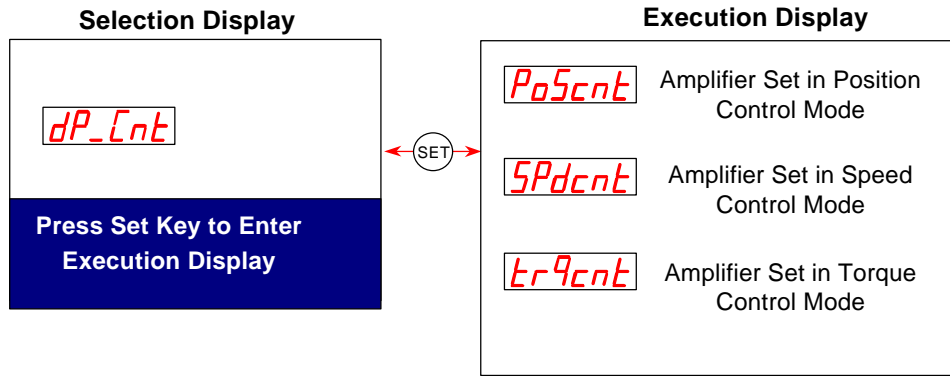 Selection Display
dP_Cnt
Press Set Key to Enter
Execution Display
SET
Execution Display
PoScnt
Amplifier Set in Position
Control Mode
SPdcnt
Amplifier Set in Speed
Control Mode
trqcnt
Amplifier Set in Torque
Control Mode